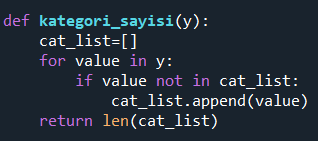 def kategori_sayisi(y):
    cat_list=[]
    for value in y:
        if value not in cat_list:
            cat_list.append(value)
    return len(cat_list)